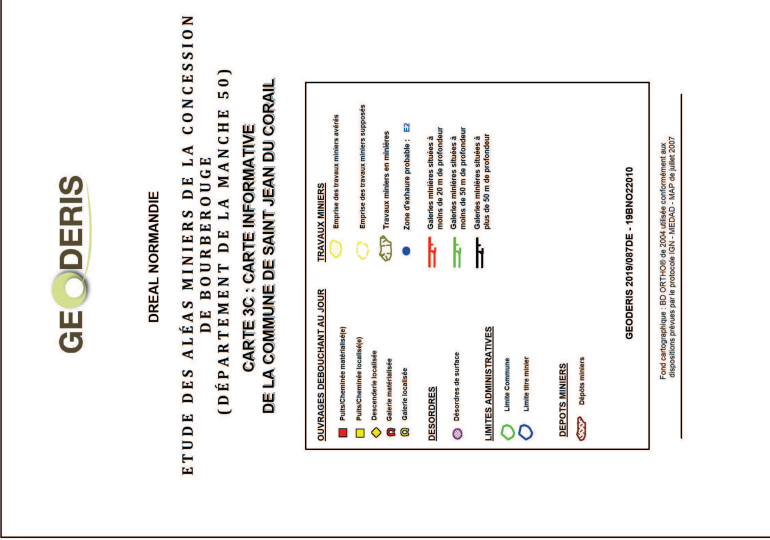 GEODERIS
DREAL NORMANDIE
ETUDE DES ALÉAS MINIERS DE LA CONCESSION
DE BOURBEROUGE
(DÉPARTEMENT DE LA MANCHE 50)
CARTE 3C : CARTE INFORMATIVE
DE LA COMMUNE DE SAINT JEAN DU CORAIL
OUVRAGES DEBOUCHANT AU JOUR
Puits/Cheminée matérialisé(e)
Puits/Cheminée localisé(e)
Descenderie localisée
Galerie matérialisée
Galerie localisée
DESORDRES
Désordres de surface
LIMITES ADMINISTRATIVES
Limite Commune
Limite titre minier
DEPOTS MINIERS
Dépôts miniers
TRAVAUX MINIERS
Emprise des travaux miniers avérés
Emprise des travaux miniers supposés
Travaux miniers en minières
Zone d'exhaure probable : E2
Galeries minières situées à
moins de 20 m de profondeur
Galeries minières situées à
moins de 50 m de profondeur
Galeries minières situées à
plus de 50 m de profondeur
GEODERIS 2019/087DE - 19BNO22010
Fond cartographique : BD ORTHO® de 2004 utilisée conformément aux
dispositions prévues par le protocole IGN - MEDAD - MAP de juillet 2007